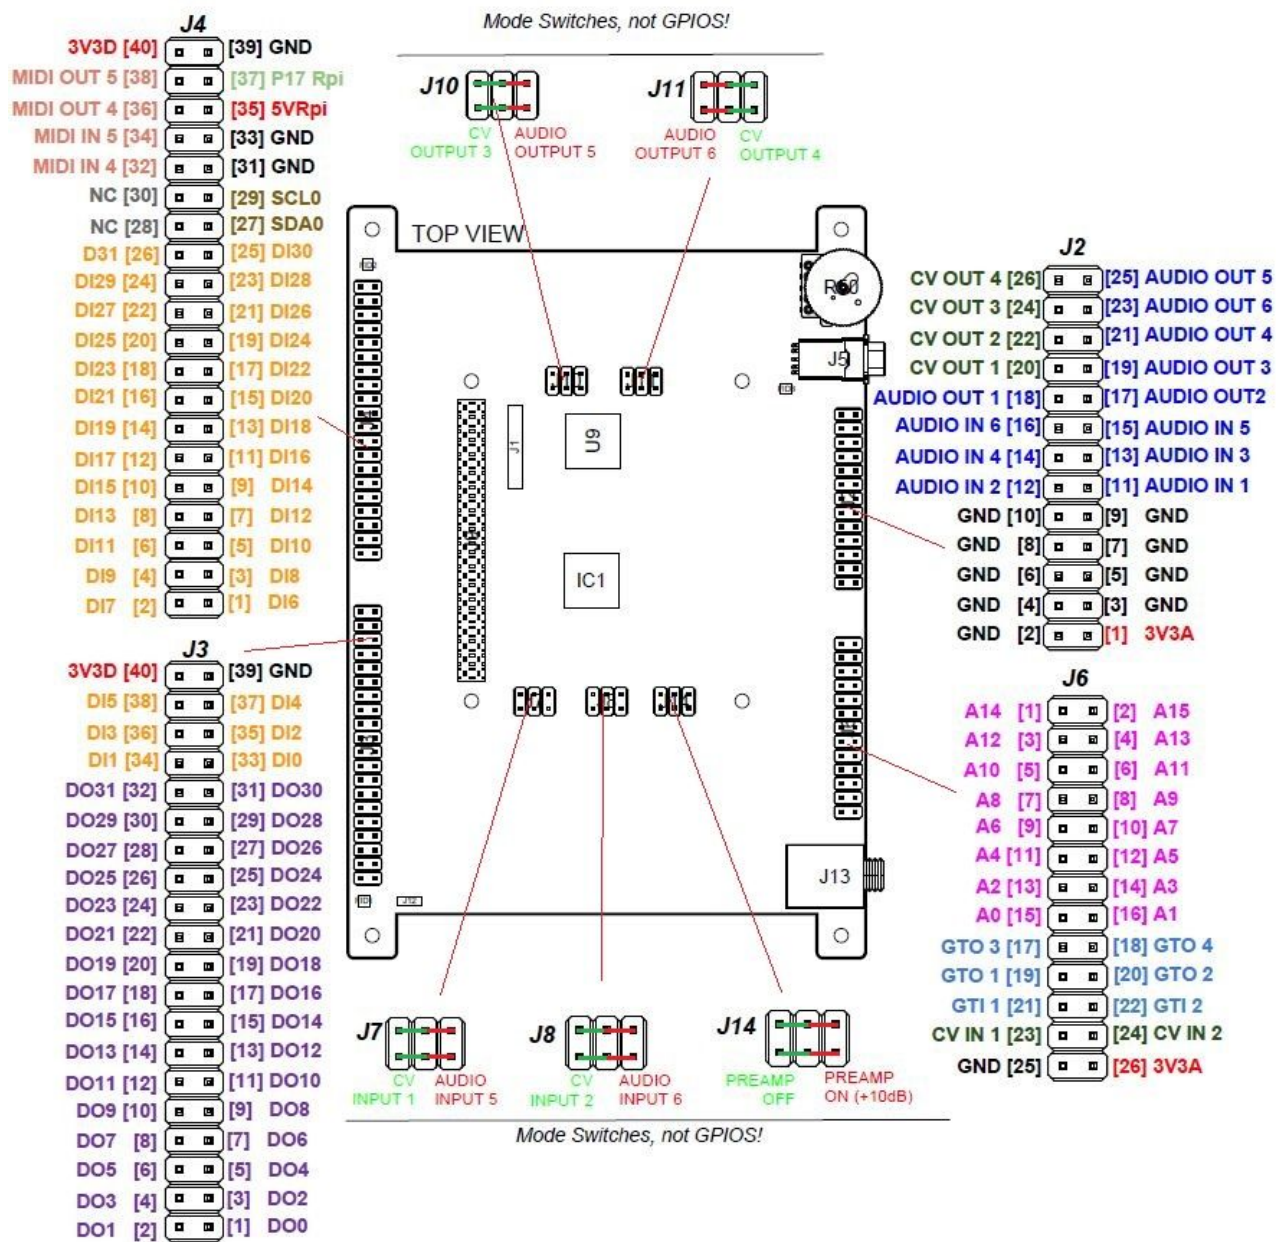 Mode Switches, not GPIOS!
J10
CV
OUTPUT 3
AUDIO
OUTPUT 5
J11
AUDIO
OUTPUT 6
CV
OUTPUT 4
J4
3V3D [40] [39] GND
MIDI OUT 5 [38] [37] P17 Rpi
MIDI OUT 4 [36] [35] 5VRpi
MIDI IN 5 [34] [33] GND
MIDI IN 4 [32] [31] GND
NC [30] [29] SCL0
NC [28] [27] SDA0
D31 [26] [25] DI30
DI29 [24] [23] DI28
DI27 [22] [21] DI26
DI25 [20] [19] DI24
DI23 [18] [17] DI22
DI21 [16] [15] DI20
DI19 [14] [13] DI18
DI17 [12] [11] DI16
DI15 [10] [9] DI14
DI13 [8] [7] DI12
DI11 [6] [5] DI10
DI9 [4] [3] DI8
DI7 [2] [1] DI6
J3
3V3D [40] [39] GND
DI5 [38] [37] DI4
DI3 [36] [35] DI2
DI1 [34] [33] DI0
DO31 [32] [31] DO30
DO29 [30] [29] DO28
DO27 [28] [27] DO26
DO25 [26] [25] DO24
DO23 [24] [23] DO22
DO21 [22] [21] DO20
DO19 [20] [19] DO18
DO17 [18] [17] DO16
DO15 [16] [15] DO14
DO13 [14] [13] DO12
DO11 [12] [11] DO10
DO9 [10] [9] DO8
DO7 [8] [7] DO6
DO5 [6] [5] DO4
DO3 [4] [3] DO2
DO1 [2] [1] DO0
TOP VIEW
J5
J1
U9
IC1
J13
J12
J2
CV OUT 4 [26] [25] AUDIO OUT 5
CV OUT 3 [24] [23] AUDIO OUT 6
CV OUT 2 [22] [21] AUDIO OUT 4
CV OUT 1 [20] [19] AUDIO OUT 3
AUDIO OUT 1 [18] [17] AUDIO OUT2
AUDIO IN 6 [16] [15] AUDIO IN 5
AUDIO IN 4 [14] [13] AUDIO IN 3
AUDIO IN 2 [12] [11] AUDIO IN 1
GND [10] [9] GND
GND [8] [7] GND
GND [6] [5] GND
GND [4] [3] GND
GND [2] [1] 3V3A
J6
A14 [1] [2] A15
A12 [3] [4] A13
A10 [5] [6] A11
A8 [7] [8] A9
A6 [9] [10] A7
A4 [11] [12] A5
A2 [13] [14] A3
A0 [15] [16] A1
GTO 3 [17] [18] GTO 4
GTO 1 [19] [20] GTO 2
GTI 1 [21] [22] GTI 2
CV IN 1 [23] [24] CV IN 2
GND [25] [26] 3V3A
J7
CV
INPUT 1
AUDIO
INPUT 5
J8
CV
INPUT 2
AUDIO
INPUT 6
J14
PREAMP
OFF
PREAMP
ON (+10dB)
Mode Switches, not GPIOS!